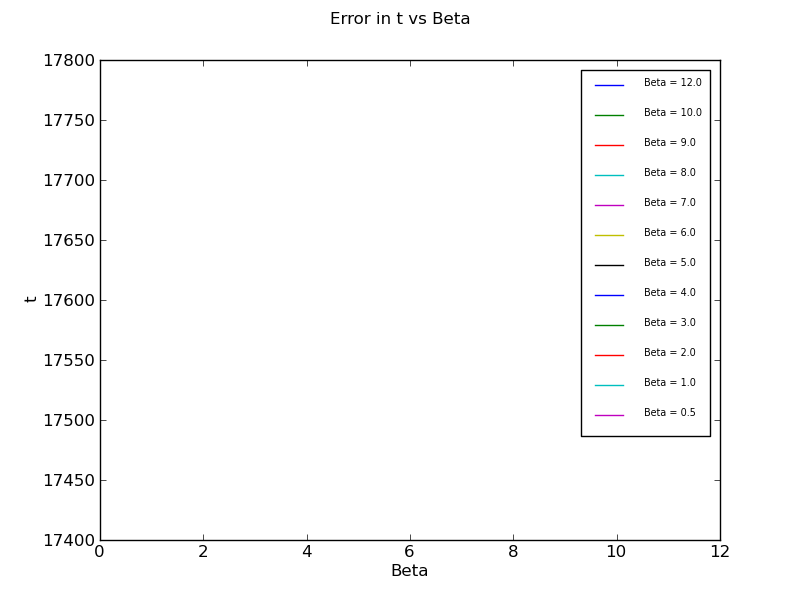 Error in t vs Beta
17800
17750
17700
17650
17600
17550
17500
17450
17400
t
0 2 4 6 8 10 12
Beta
Beta = 12.0
Beta = 10.0
Beta = 9.0
Beta = 8.0
Beta = 7.0
Beta = 6.0
Beta = 5.0
Beta = 4.0
Beta = 3.0
Beta = 2.0
Beta = 1.0
Beta = 0.5